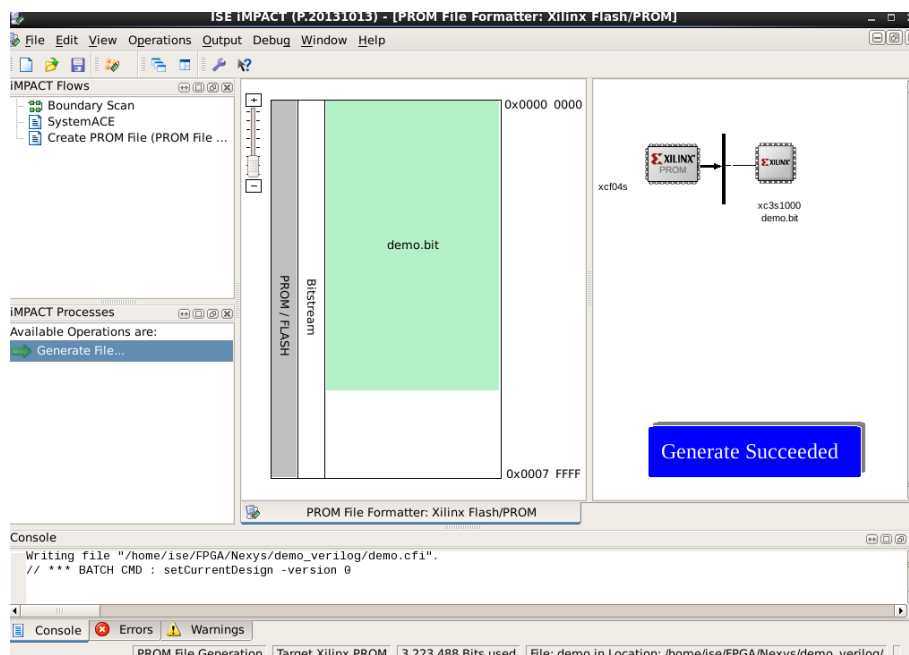 ISE iMPACT (P.20131013) - [PROM File Formatter: Xilinx Flash/PROM]
File Edit View Operations Output Debug Window Help
iMPACT Flows
Boundary Scan
SystemACE
Create PROM File (PROM File ...
iMPACT Processes
Available Operations are:
Generate File...
PROM / FLASH
Bitstream
demo.bit
0x0000 0000
0x0007 FFFF
PROM File Formatter: Xilinx Flash/PROM
xcf04s
XILINX
PROM
XILINX
xc3s1000
demo.bit
Generate Succeeded
Console
Writing file "/home/ise/FPGA/Nexys/demo_verilog/demo.cfi".
// *** BATCH CMD : setCurrentDesign -version 0
Console Errors Warnings
PROM File Generation Target Xilinx PROM 3,223,488 Bits used File: demo in Location: /home/ise/FPGA/Nexys/demo_verilog/